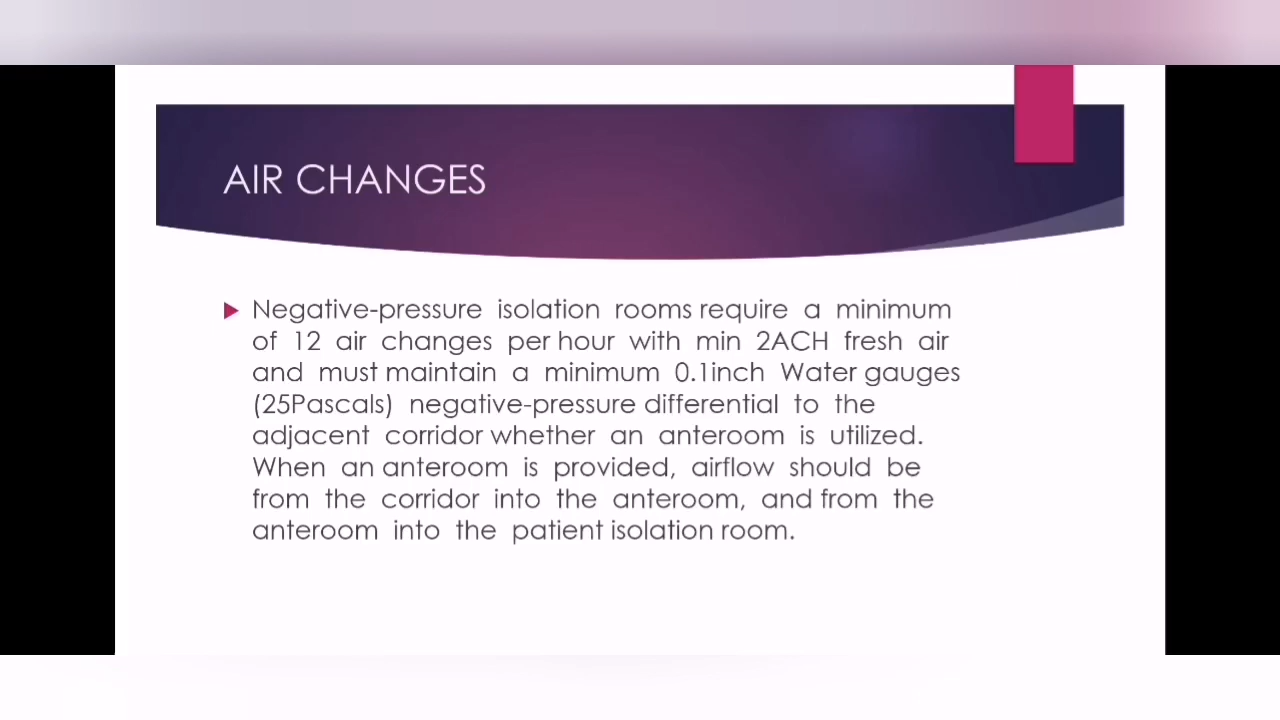 AIR CHANGES
Negative-pressure isolation rooms require a minimum
of 12 air changes per hour with min 2ACH fresh air
and must maintain a minimum 0.1inch Water gauges
(25Pascals) negative-pressure differential to the
adjacent corridor whether an anteroom is utilized.
When an anteroom is provided, airflow should be
from the corridor into the anteroom, and from the
anteroom into the patient isolation room.